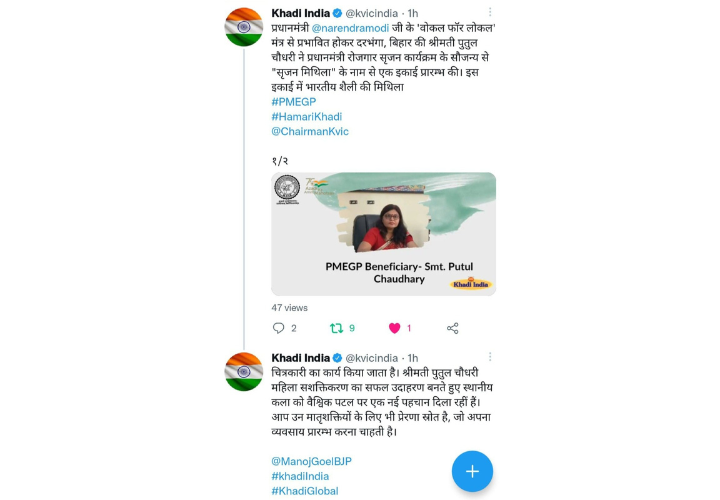 Khadi India @kvicindia · 1h
प्रधानमंत्री @narendramodi जी के 'वोकल फॉर लोकल'
मंत्र से प्रभावित होकर दरभंगा, बिहार की श्रीमती पुतुल
चौधरी ने प्रधानमंत्री रोजगार सृजन कार्यक्रम के सौजन्य से
"सृजन मिथिला" के नाम से एक इकाई प्रारम्भ की। इस
इकाई में भारतीय शैली की मिथिला
#PMEGP
#HamariKhadi
@ChairmanKvic
१/२
PMEGP Beneficiary- Smt. Putul
Chaudhary
Khadi India
47 views
2 9 1
Khadi India @kvicindia · 1h
चित्रकारी का कार्य किया जाता है। श्रीमती पुतुल चौधरी
महिला सशक्तिकरण का सफल उदाहरण बनते हुए स्थानीय
कला को वैश्विक पटल पर एक नई पहचान दिला रहीं हैं।
आप उन मातृशक्तियों के लिए भी प्रेरणा स्रोत है, जो अपना
व्यवसाय प्रारम्भ करना चाहती है।
@ManojGoelBJP
#khadiIndia
#KhadiGlobal